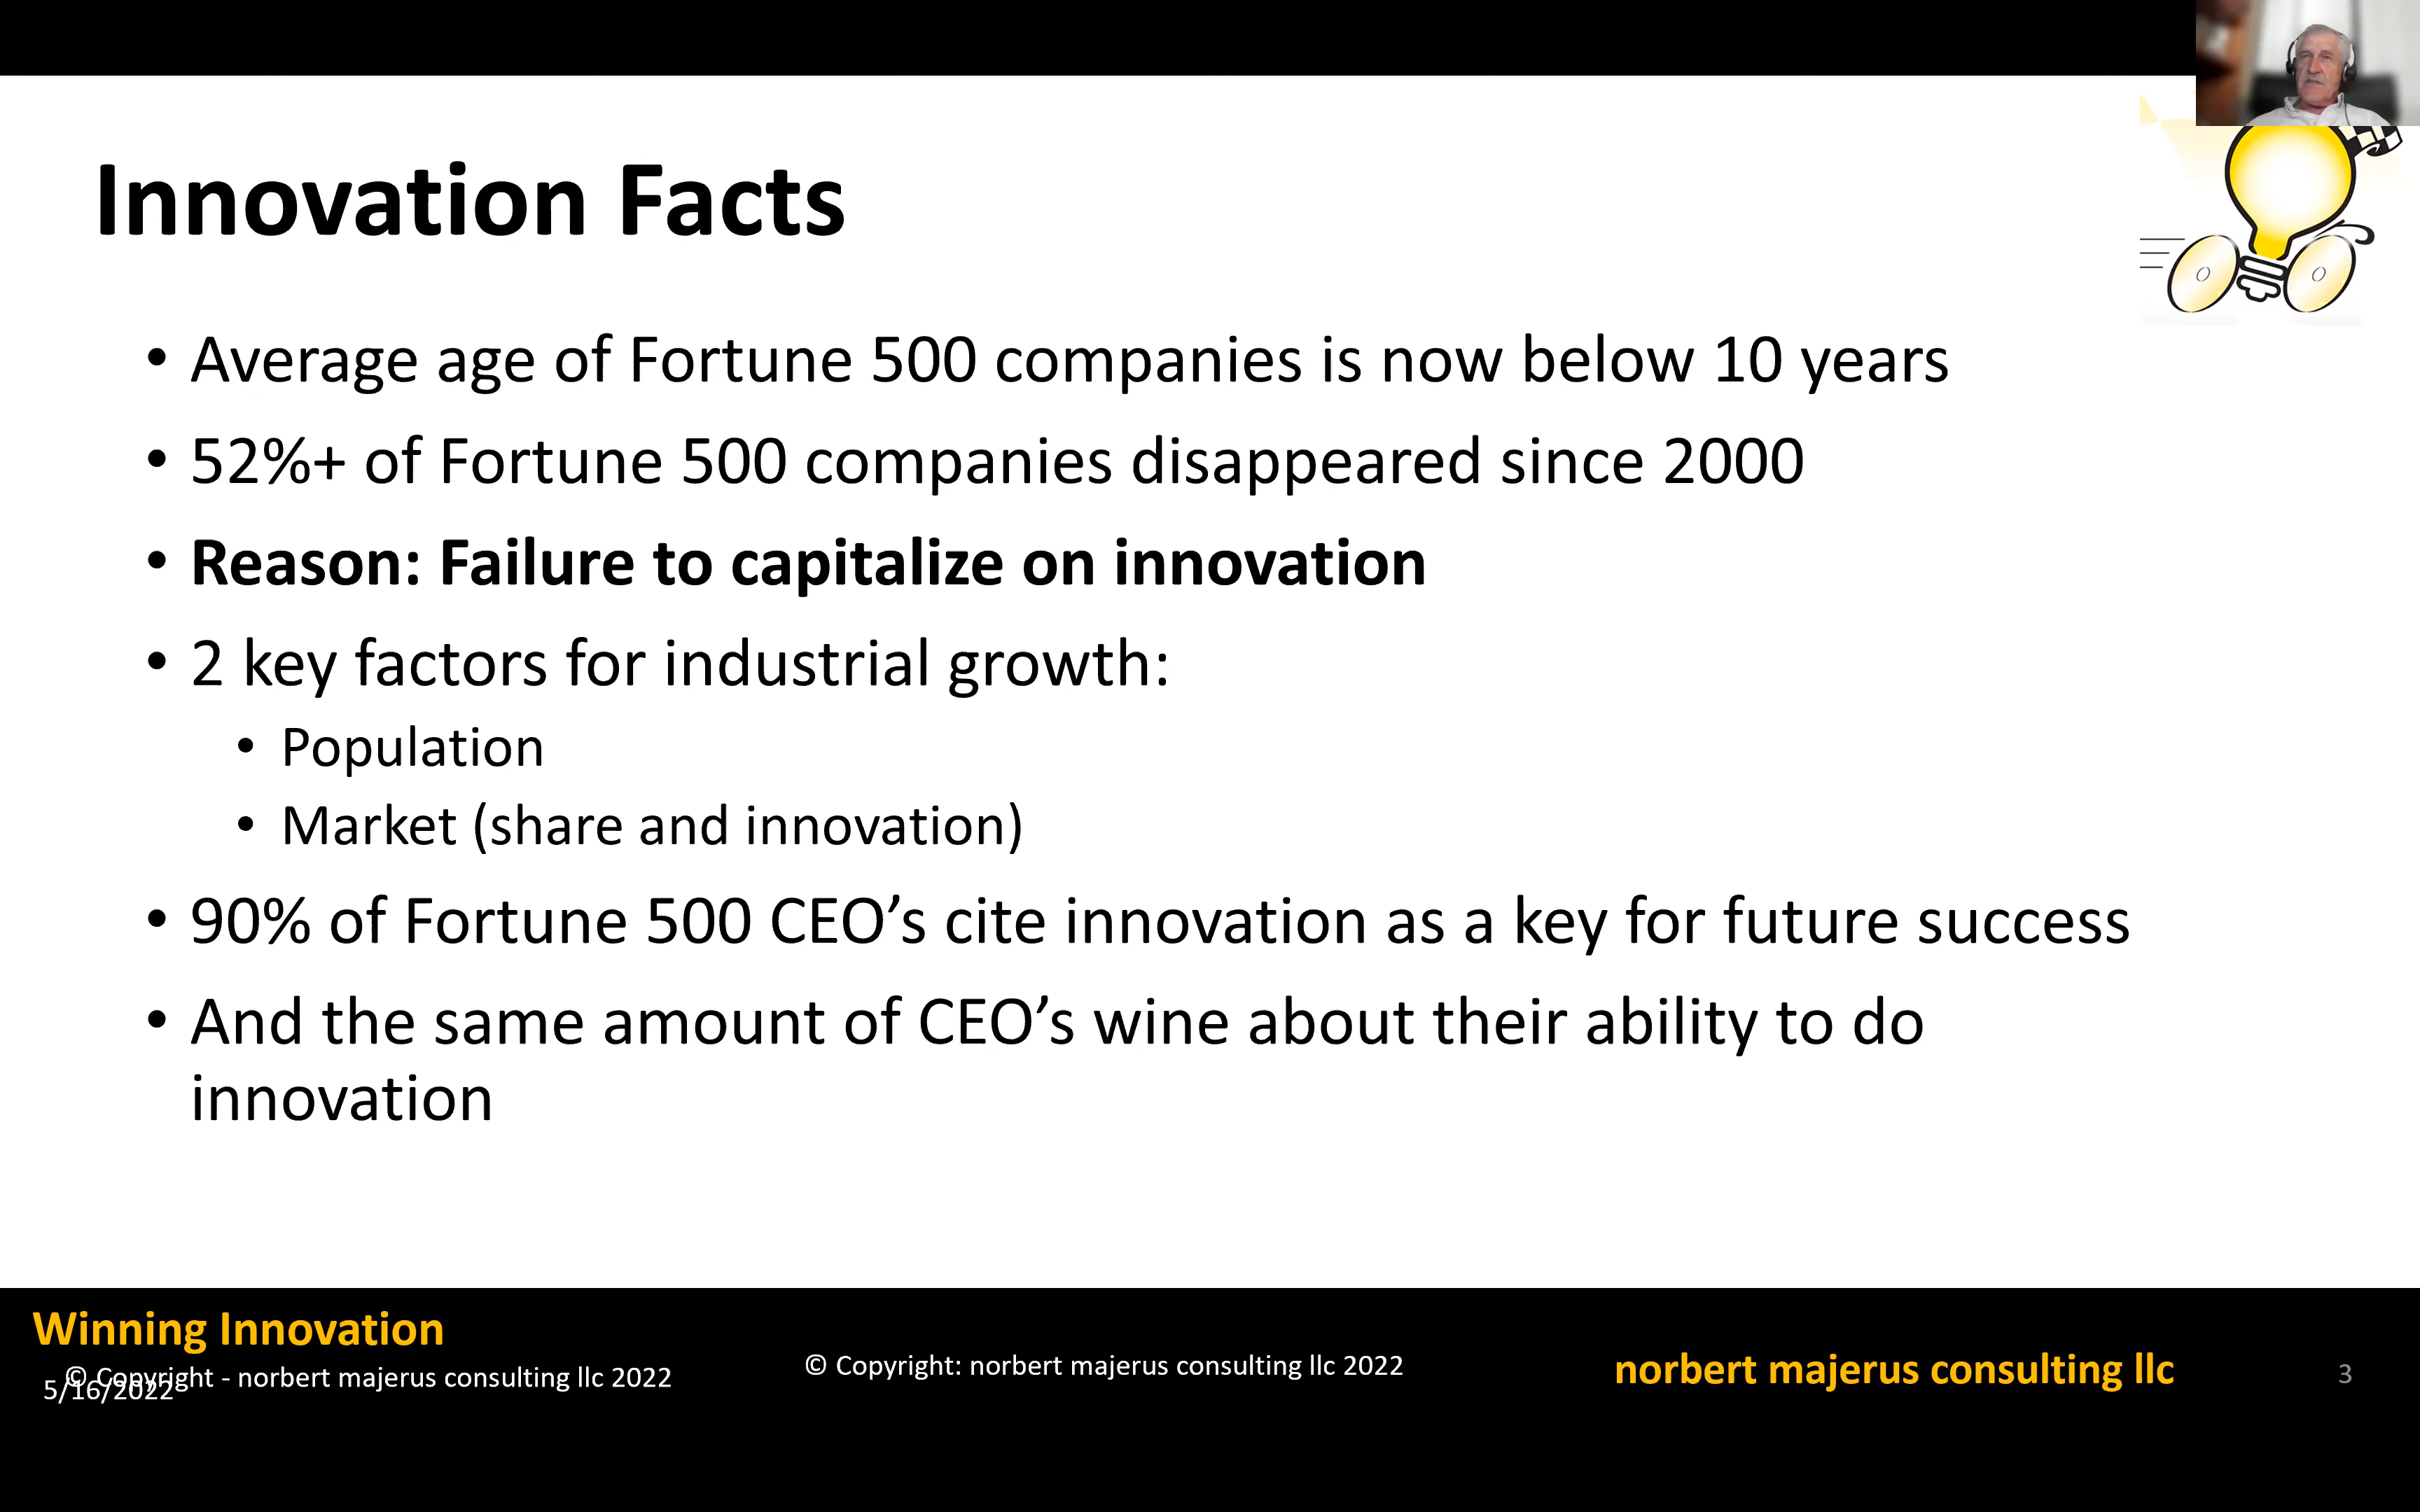 Innovation Facts
• Average age of Fortune 500 companies is now below 10 years
• 52%+ of Fortune 500 companies disappeared since 2000
• Reason: Failure to capitalize on innovation
• 2 key factors for industrial growth:
• Population
• Market (share and innovation)
• 90% of Fortune 500 CEO’s cite innovation as a key for future success
• And the same amount of CEO’s wine about their ability to do
innovation
Winning Innovation
© Copyright - norbert majerus consulting llc 2022
5/16/2022
© Copyright: norbert majerus consulting llc 2022
norbert majerus consulting llc
3